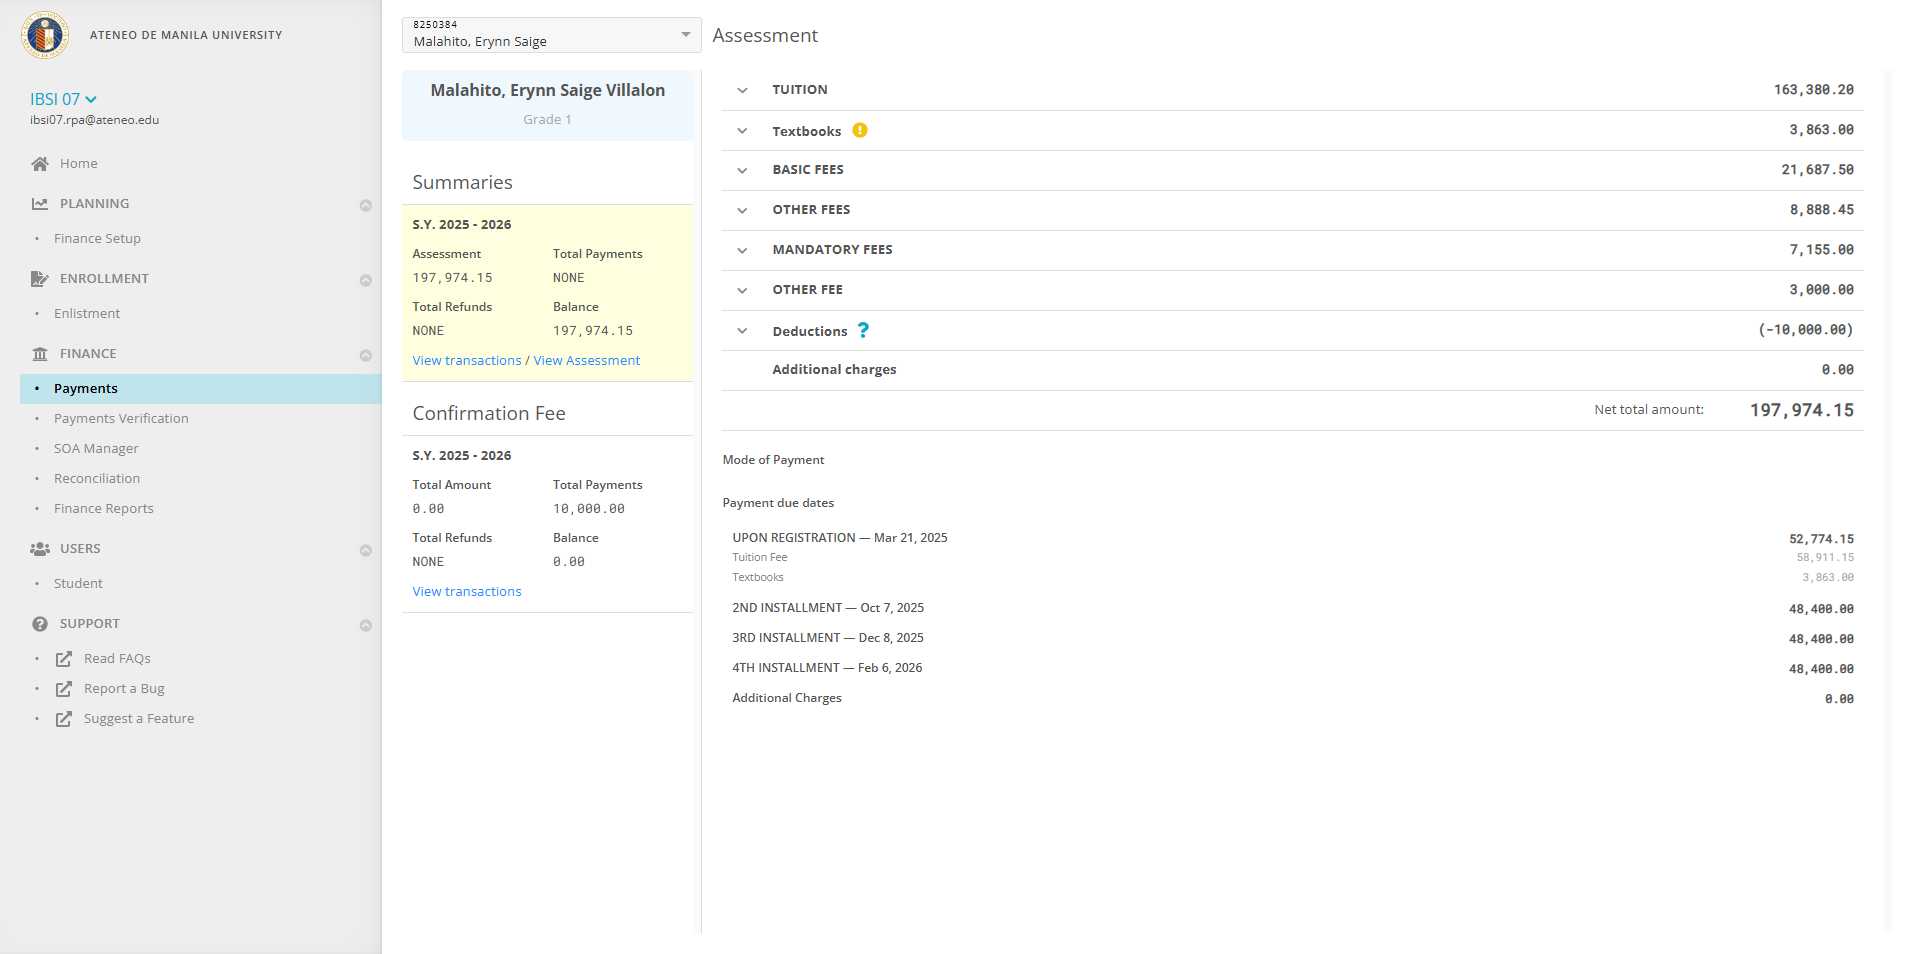 ATENEO DE MANILA UNIVERSITY
IBSI 07
ibsi07.rpa@ateneo.edu
Home
PLANNING
Finance Setup
ENROLLMENT
Enlistment
FINANCE
Payments
Payments Verification
SOA Manager
Reconciliation
Finance Reports
USERS
Student
SUPPORT
Read FAQs
Report a Bug
Suggest a Feature
8250384
Malahito, Erynn Saige
Malahito, Erynn Saige Villalon
Grade 1
Summaries
S.Y. 2025 - 2026
Assessment Total Payments
197,974.15 NONE
Total Refunds Balance
NONE 197,974.15
View transactions / View Assessment
Confirmation Fee
S.Y. 2025 - 2026
Total Amount Total Payments
0.00 10,000.00
Total Refunds Balance
NONE 0.00
View transactions
Assessment
TUITION 163,380.20
Textbooks 3,863.00
BASIC FEES 21,687.50
OTHER FEES 8,888.45
MANDATORY FEES 7,155.00
OTHER FEE 3,000.00
Deductions ? (-10,000.00)
Additional charges 0.00
Net total amount: 197,974.15
Mode of Payment
Payment due dates
UPON REGISTRATION — Mar 21, 2025 52,774.15
Tuition Fee 58,911.15
Textbooks 3,863.00
2ND INSTALLMENT — Oct 7, 2025 48,400.00
3RD INSTALLMENT — Dec 8, 2025 48,400.00
4TH INSTALLMENT — Feb 6, 2026 48,400.00
Additional Charges 0.00